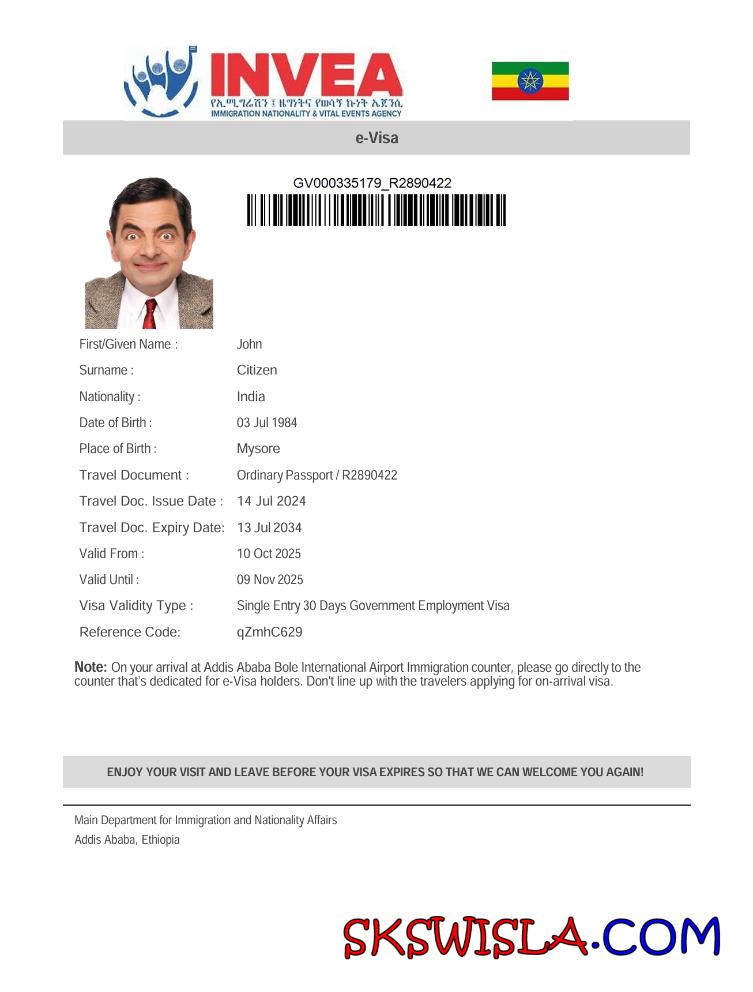 INVEA
የኢሚግሬሽን ፤ ዜግነትና የወሳኝ ኩነት ኤጀንሲ
IMMIGRATION NATIONALITY & VITAL EVENTS AGENCY
e-Visa
GV000335179_R2890422
First/Given Name : John
Surname : Citizen
Nationality : India
Date of Birth : 03 Jul 1984
Place of Birth : Mysore
Travel Document : Ordinary Passport / R2890422
Travel Doc. Issue Date : 14 Jul 2024
Travel Doc. Expiry Date: 13 Jul 2034
Valid From : 10 Oct 2025
Valid Until : 09 Nov 2025
Visa Validity Type : Single Entry 30 Days Government Employment Visa
Reference Code: qZmhC629
Note: On your arrival at Addis Ababa Bole International Airport Immigration counter, please go directly to the
counter that's dedicated for e-Visa holders. Don't line up with the travelers applying for on-arrival visa.
ENJOY YOUR VISIT AND LEAVE BEFORE YOUR VISA EXPIRES SO THAT WE CAN WELCOME YOU AGAIN!
Main Department for Immigration and Nationality Affairs
Addis Ababa, Ethiopia
SKSWISLA.COM